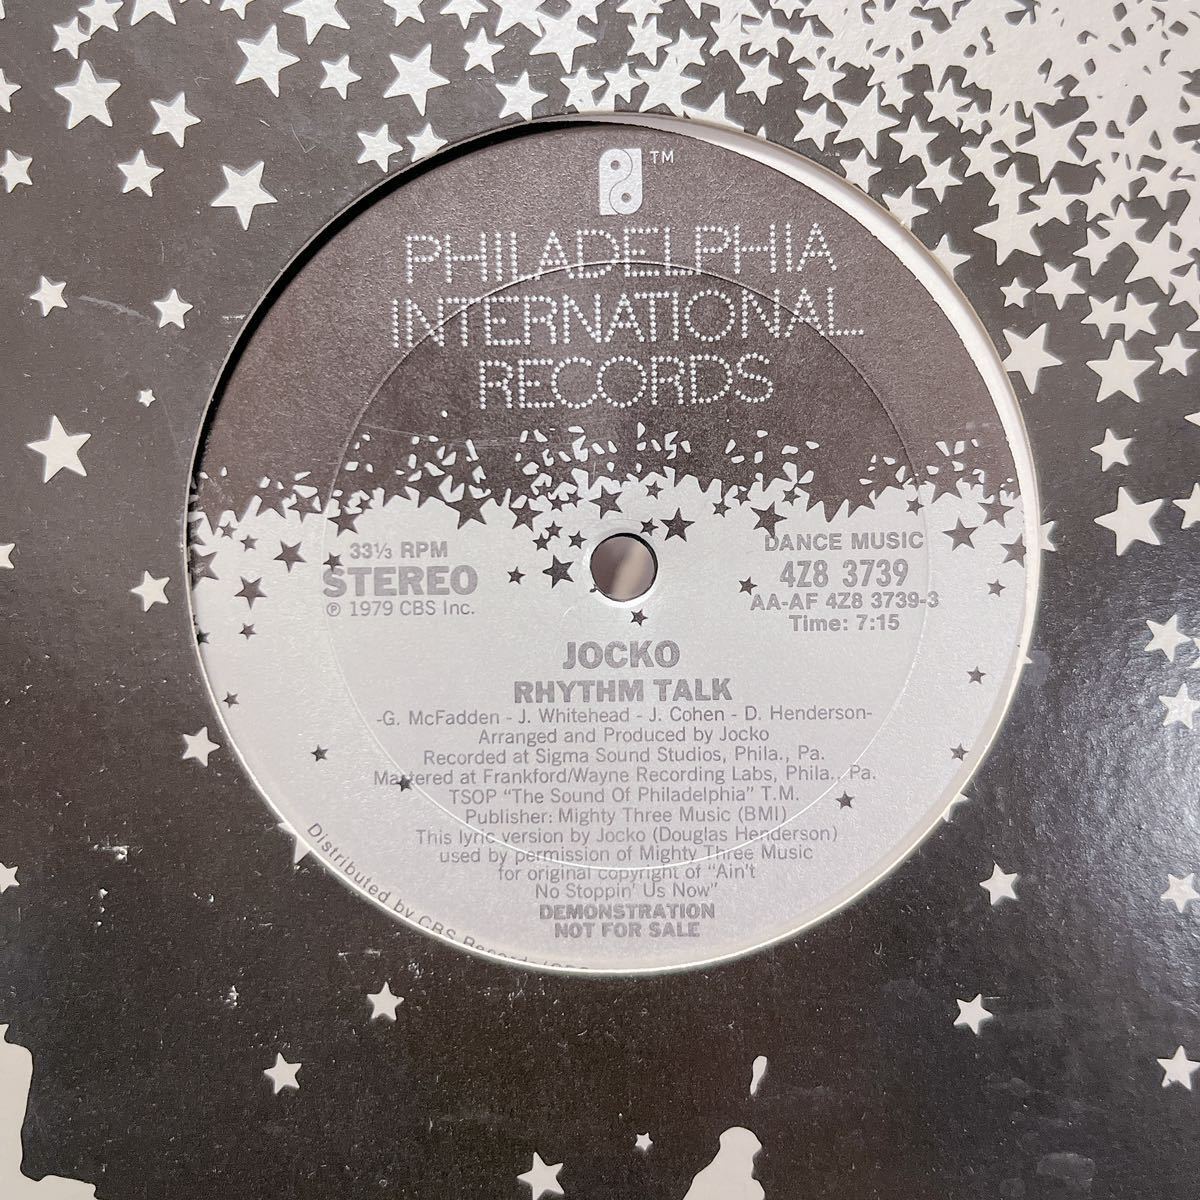 TM
PHILADELPHIA
INTERNATIONAL
RECORDS
33⅓ RPM
STEREO
℗ 1979 CBS Inc.
DANCE MUSIC
4Z8 3739
AA-AF 4Z8 3739-3
Time: 7:15
JOCKO
RHYTHM TALK
-G. McFadden - J. Whitehead - J. Cohen - D. Henderson-
Arranged and Produced by Jocko
Recorded at Sigma Sound Studios, Phila., Pa.
Mastered at Frankford/Wayne Recording Labs, Phila., Pa.
TSOP "The Sound Of Philadelphia" T.M.
Publisher: Mighty Three Music (BMI)
This lyric version by Jocko (Douglas Henderson)
used by permission of Mighty Three Music
for original copyright of "Ain't
No Stoppin' Us Now"
DEMONSTRATION
NOT FOR SALE
Distributed by CBS Records/